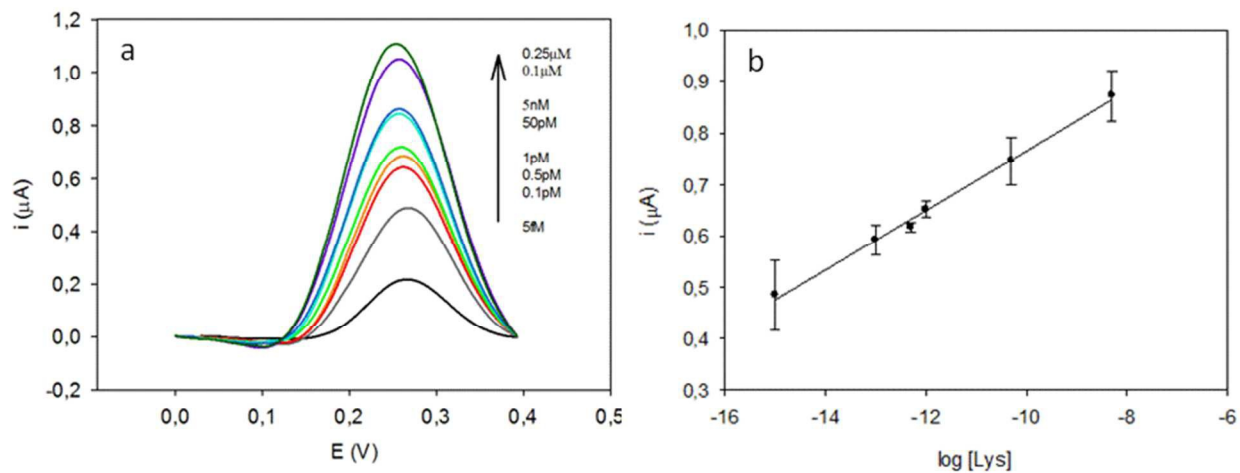 a
1,2
1,0
0,8
0,6
0,4
0,2
0,0
-0,2
i (μA)
0,25μM
0.1μM
5nM
50pM
1pM
0.5pM
0.1pM
5fM
0,0 0,1 0,2 0,3 0,4 0,5
E (V)
b
1,0
0,9
0,8
0,7
0,6
0,5
0,4
0,3
i (μA)
-16 -14 -12 -10 -8 -6
log [Lys]